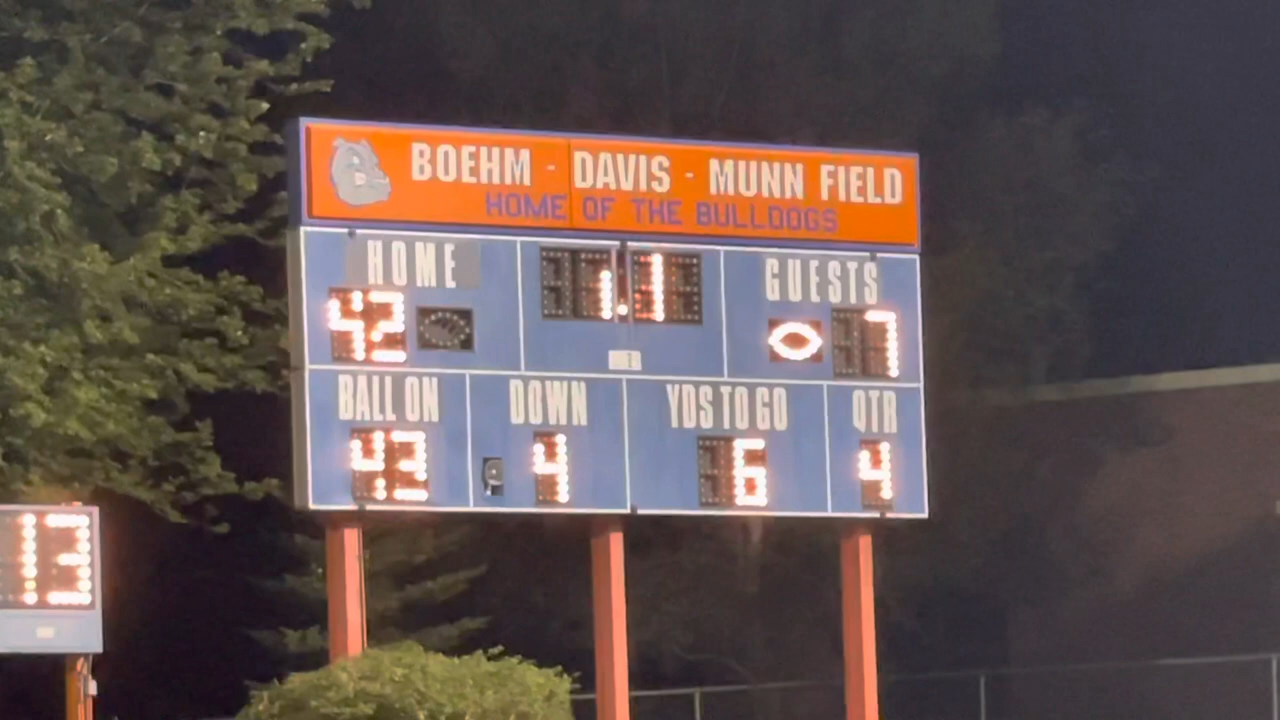 BOEHM - DAVIS - MUNN FIELD
HOME OF THE BULLDOGS
HOME
GUESTS
42
7
BALL ON
DOWN
YDS TO GO
QTR
43
4
6
4
13